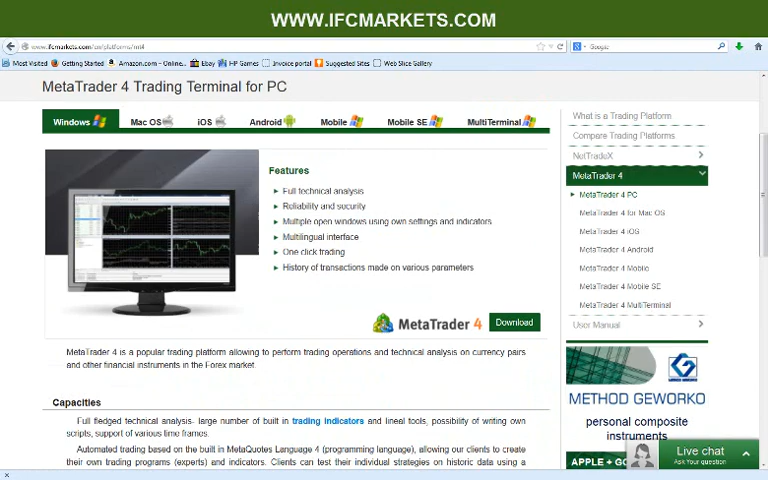 WWW.IFCMARKETS.COM
www.ifcmarkets.com/en/platforms/mt4
Google
Most Visited
Getting Started
Amazon.com – Online...
Ebay
HP Games
Invoice portal
Suggested Sites
Web Slice Gallery
MetaTrader 4 Trading Terminal for PC
Windows
Mac OS
iOS
Android
Mobile
Mobile SE
MultiTerminal
Features
Full technical analysis
Reliability and security
Multiple open windows using own settings and indicators
Multilingual interface
One click trading
History of transactions made on various parameters
MetaTrader 4
Download
MetaTrader 4 is a popular trading platform allowing to perform trading operations and technical analysis on currency pairs
and other financial instruments in the Forex market.
Capacities
Full fledged technical analysis- large number of built in trading indicators and lineal tools, possibility of writing own
scripts, support of various time frames.
Automated trading based on the built in MetaQuotes Language 4 (programming language), allowing our clients to create
their own trading programs (experts) and indicators. Clients can test their individual strategies on historic data using a
What is a Trading Platform
Compare Trading Platforms
NetTradeX
MetaTrader 4
MetaTrader 4 PC
MetaTrader 4 for Mac OS
MetaTrader 4 iOS
MetaTrader 4 Android
MetaTrader 4 Mobile
MetaTrader 4 Mobile SE
MetaTrader 4 MultiTerminal
User Manual
METHOD GEWORKO
personal composite
instruments
APPLE + GO
Live chat
Ask Your question